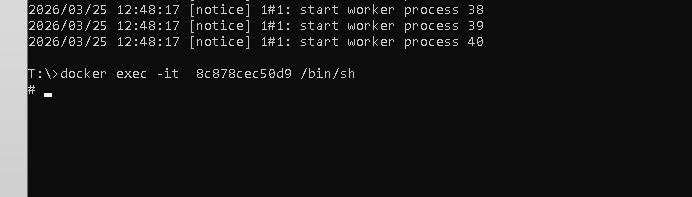 2026/03/25 12:48:17 [notice] 1#1: start worker process 38
2026/03/25 12:48:17 [notice] 1#1: start worker process 39
2026/03/25 12:48:17 [notice] 1#1: start worker process 40
T:\>docker exec -it  8c878cec50d9 /bin/sh
# _